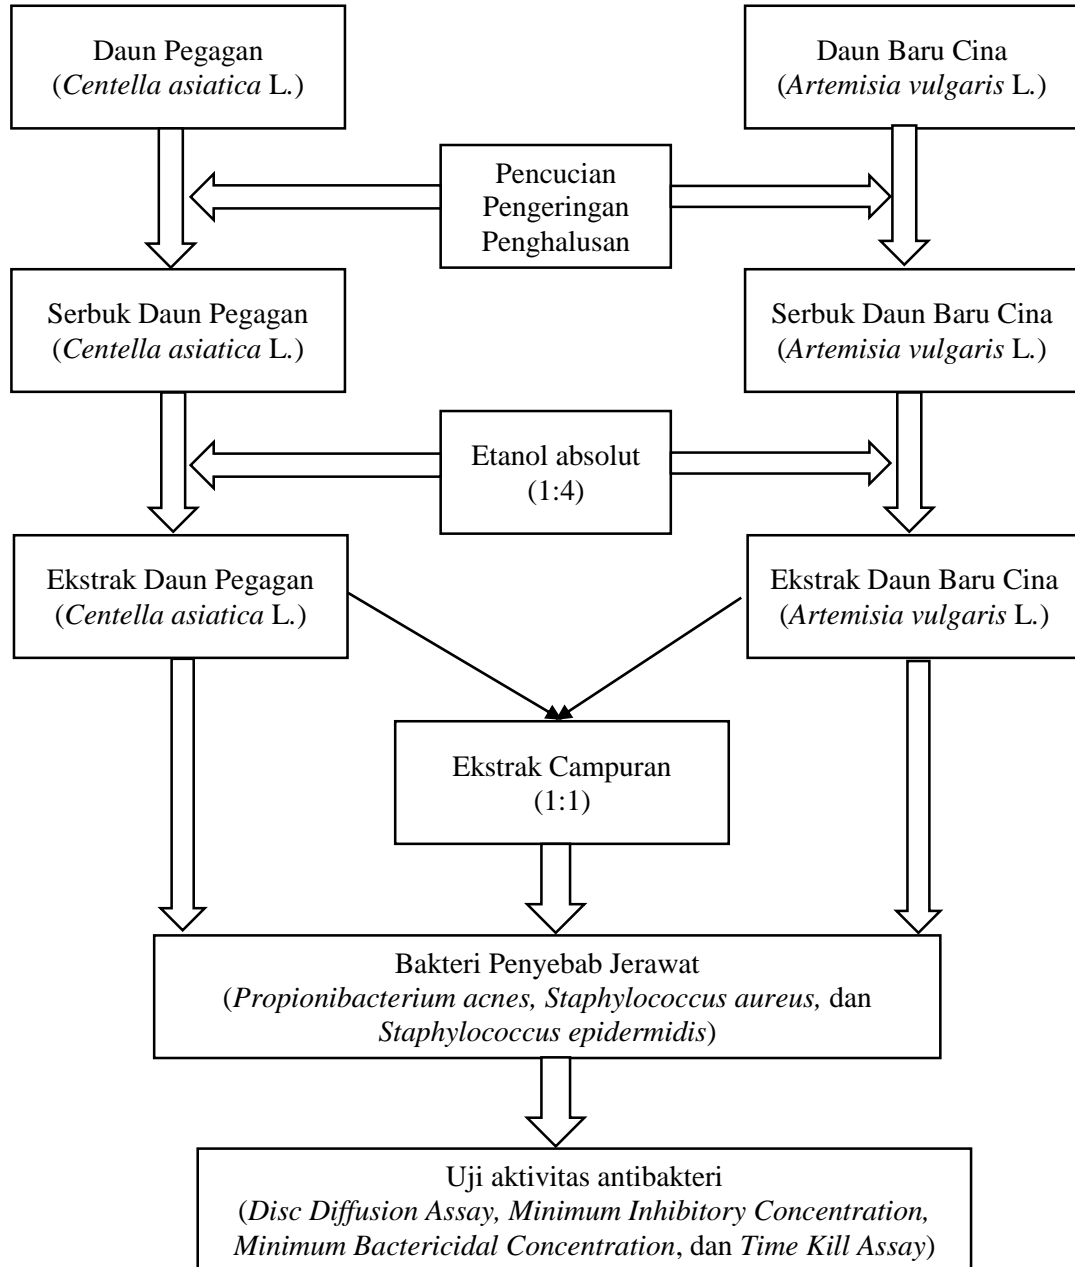 Daun Pegagan
(Centella asiatica L.)
Daun Baru Cina
(Artemisia vulgaris L.)
Pencucian
Pengeringan
Penghalusan
Serbuk Daun Pegagan
(Centella asiatica L.)
Serbuk Daun Baru Cina
(Artemisia vulgaris L.)
Etanol absolut
(1:4)
Ekstrak Daun Pegagan
(Centella asiatica L.)
Ekstrak Daun Baru Cina
(Artemisia vulgaris L.)
Ekstrak Campuran
(1:1)
Bakteri Penyebab Jerawat
(Propionibacterium acnes, Staphylococcus aureus, dan
Staphylococcus epidermidis)
Uji aktivitas antibakteri
(Disc Diffusion Assay, Minimum Inhibitory Concentration,
Minimum Bactericidal Concentration, dan Time Kill Assay)